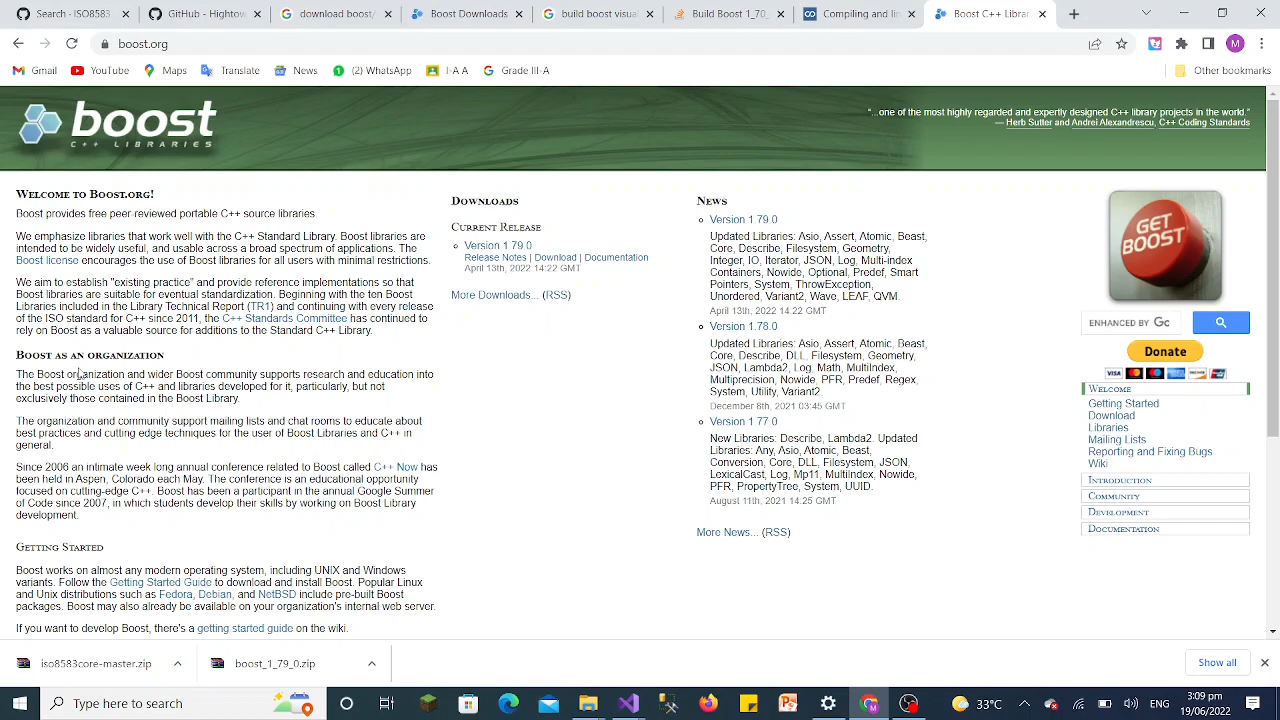 Search - ISO8583
GitHub - Hightow
download boost/
Boost Downloads
build boost visua
Build Boost 1_70_
Compiling and lin
Boost C++ Librar
boost.org
M
Gmail
YouTube
Maps
Translate
News
(2) WhatsApp
I-A A
Grade III-A
Other bookmarks
boost
C++ LIBRARIES
"...one of the most highly regarded and expertly designed C++ library projects in the world."
— Herb Sutter and Andrei Alexandrescu, C++ Coding Standards
WELCOME TO BOOST.ORG!
Boost provides free peer-reviewed portable C++ source libraries.
We emphasize libraries that work well with the C++ Standard Library. Boost libraries are
intended to be widely useful, and usable across a broad spectrum of applications. The
Boost license encourages the use of Boost libraries for all users with minimal restrictions.
We aim to establish "existing practice" and provide reference implementations so that
Boost libraries are suitable for eventual standardization. Beginning with the ten Boost
Libraries included in the Library Technical Report (TR1) and continuing with every release
of the ISO standard for C++ since 2011, the C++ Standards Committee has continued to
rely on Boost as a valuable source for additions to the Standard C++ Library.
BOOST AS AN ORGANIZATION
The Boost organization and wider Boost community supports research and education into
the best possible uses of C++ and libraries developed for it, particularly, but not
exclusively those contained in the Boost Library.
The organization and community support mailing lists and chat rooms to educate about
best practices and cutting edge techniques for the user of Boost Libraries and C++ in
general.
Since 2006 an intimate week long annual conference related to Boost called C++ Now has
been held in Aspen, Colorado each May. The conference is an educational opportunity
focused on cutting-edge C++. Boost has been a participant in the annual Google Summer
of Code since 2007, in which students develop their skills by working on Boost Library
development.
GETTING STARTED
Boost works on almost any modern operating system, including UNIX and Windows
variants. Follow the Getting Started Guide to download and install Boost. Popular Linux
and Unix distributions such as Fedora, Debian, and NetBSD include pre-built Boost
packages. Boost may also already be available on your organization's internal web server.
If you want to develop Boost, there's a getting started guide on the wiki.
DOWNLOADS
CURRENT RELEASE
Version 1.79.0
Release Notes | Download | Documentation
April 13th, 2022 14:22 GMT
More Downloads... (RSS)
NEWS
Version 1.79.0
Updated Libraries: Asio, Assert, Atomic, Beast,
Core, Describe, Filesystem, Geometry,
Integer, IO, Iterator, JSON, Log, Multi-index
Containers, Nowide, Optional, Predef, Smart
Pointers, System, ThrowException,
Unordered, Variant2, Wave, LEAF, QVM.
April 13th, 2022 14:22 GMT
Version 1.78.0
Updated Libraries: Asio, Assert, Atomic, Beast,
Core, Describe, DLL, Filesystem, Geometry,
JSON, Lambda2, Log, Math, MultiIndex,
Multiprecision, Nowide, PFR, Predef, Regex
System, Utility, Variant2.
December 8th, 2021 03:45 GMT
Version 1.77.0
New Libraries: Describe, Lambda2. Updated
Libraries: Any, Asio, Atomic, Beast,
Conversion, Core, DLL, Filesystem, JSON,
LexicalCast, Log, Mp11, MultiIndex, Nowide,
PFR, PropertyTree, System, UUID.
August 11th, 2021 14:25 GMT
More News... (RSS)
GET
BOOST
ENHANCED BY Gc
Donate
VISA
WELCOME
Getting Started
Download
Libraries
Mailing Lists
Reporting and Fixing Bugs
Wiki
INTRODUCTION
COMMUNITY
DEVELOPMENT
DOCUMENTATION
iso8583core-master.zip
boost_1_79_0.zip
Show all
Type here to search
33°C
3:09 pm
19/06/2022